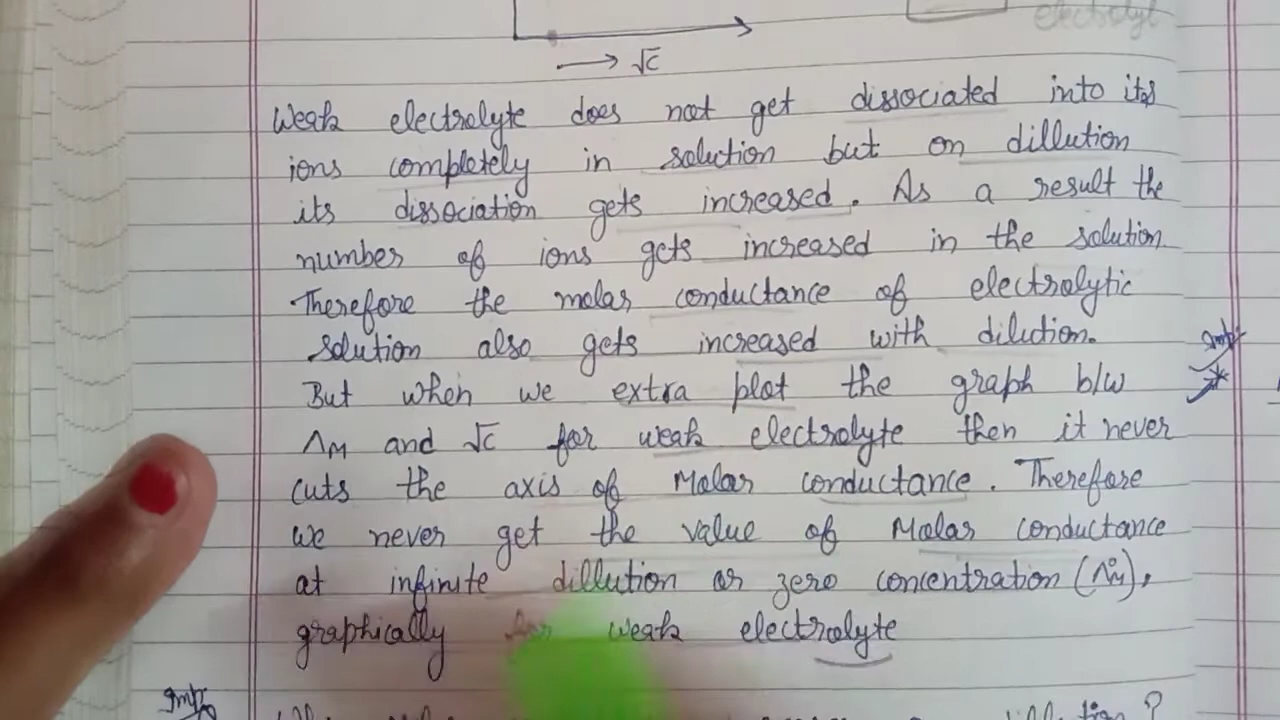 electrolyt
→ √c
Weak electrolyte does not get dissociated into its
ions completely in solution but on dillution
its dissociation gets increased. As a result the
number of ions gets increased in the solution
Therefore the molar conductance of electrolytic
solution also gets increased with dilution.
Imp
But when we extra plot the graph b/w
ΛM and √c for weak electrolyte then it never
cuts the axis of Molar conductance. Therefore
we never get the value of Molar conductance
at infinite dillution or zero concentration (Λ°M),
graphically for weak electrolyte
Imp